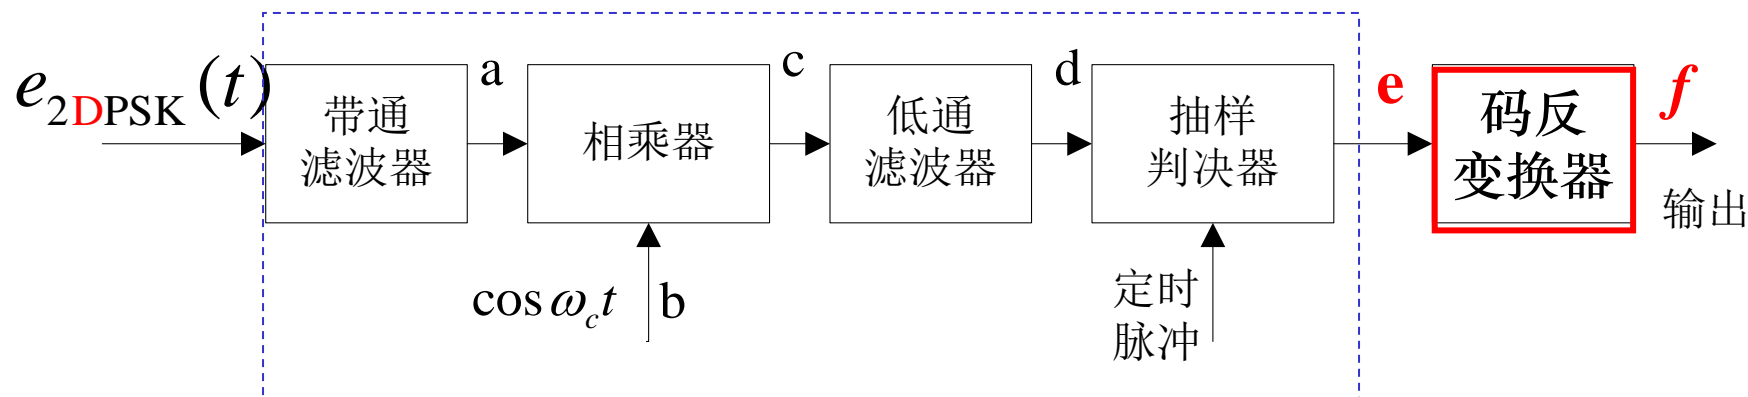 e2DPSK (t)
带通
滤波器
a
相乘器
c
低通
滤波器
d
抽样
判决器
e
码反
变换器
f
输出
cos ωc t
b
定时
脉冲